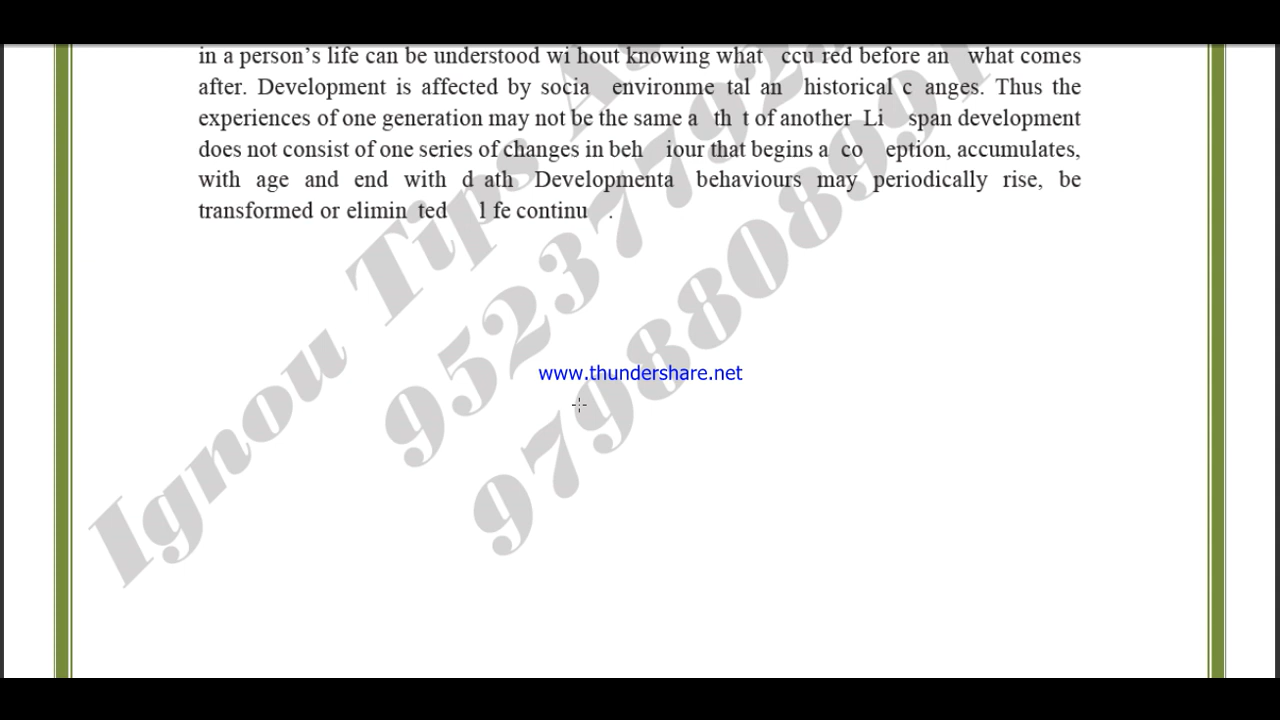 in a person's life can be understood wi hout knowing what ccu red before an what comes
after. Development is affected by socia environme tal an historical c anges. Thus the
experiences of one generation may not be the same a th t of another Li span development
does not consist of one series of changes in beh iour that begins a co eption, accumulates,
with age and end with d ath Developmenta behaviours may periodically rise, be
transformed or elimin ted l fe continu .
www.thundershare.net
Ignou Tips